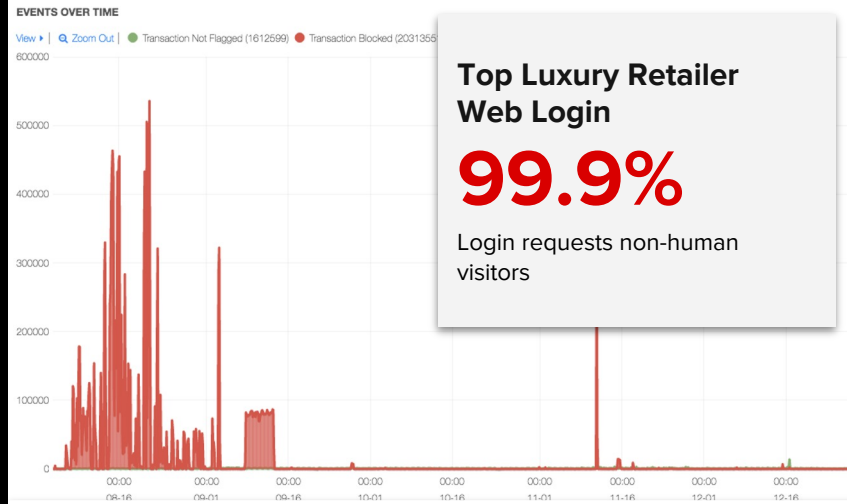 EVENTS OVER TIME
View Zoom Out Transaction Not Flagged (1612599) Transaction Blocked (2031355
Top Luxury Retailer
Web Login
99.9%
Login requests non-human
visitors
600000
500000
400000
300000
200000
100000
0
00:00 00:00 00:00 00:00 00:00 00:00 00:00 00:00 00:00
08-16 09-01 09-16 10-01 10-16 11-01 11-16 12-01 12-16